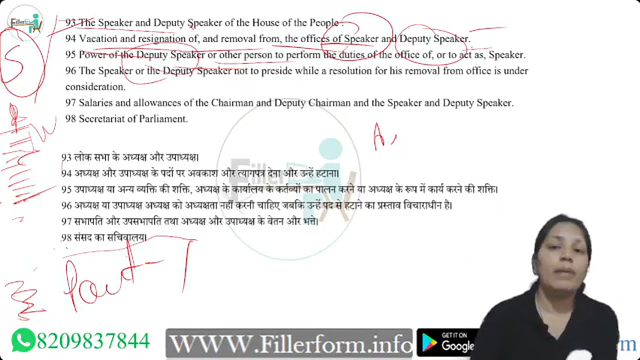 93 The Speaker and Deputy Speaker of the House of the People .
94 Vacation and resignation of, and removal from, the offices of Speaker and Deputy Speaker.
95 Power of the Deputy Speaker or other person to perform the duties of the office of, or to act as, Speaker.
96 The Speaker or the Deputy Speaker not to preside while a resolution for his removal from office is under
consideration.
97 Salaries and allowances of the Chairman and Deputy Chairman and the Speaker and Deputy Speaker.
98 Secretariat of Parliament.
93 लोक सभा के अध्यक्ष और उपाध्यक्ष।
94 अध्यक्ष और उपाध्यक्ष के पदों पर अवकाश और त्यागपत्र देना और उन्हें हटाना।
95 उपाध्यक्ष या अन्य व्यक्ति की शक्ति, अध्यक्ष के कार्यालय के कर्तव्यों का पालन करने या अध्यक्ष के रूप में कार्य करने की शक्ति।
96 अध्यक्ष या उपाध्यक्ष अध्यक्ष को अध्यक्षता नहीं करनी चाहिए जबकि उन्हें पद से हटाने का प्रस्ताव विचाराधीन है।
97 सभापति और उपसभापति तथा अध्यक्ष और उपाध्यक्ष के वेतन और भत्ते।
98 संसद का सचिवालय।
5
2
A,
Part-1
Fillerform
8209837844
www.Fillerform.info
GET IT ON
Google